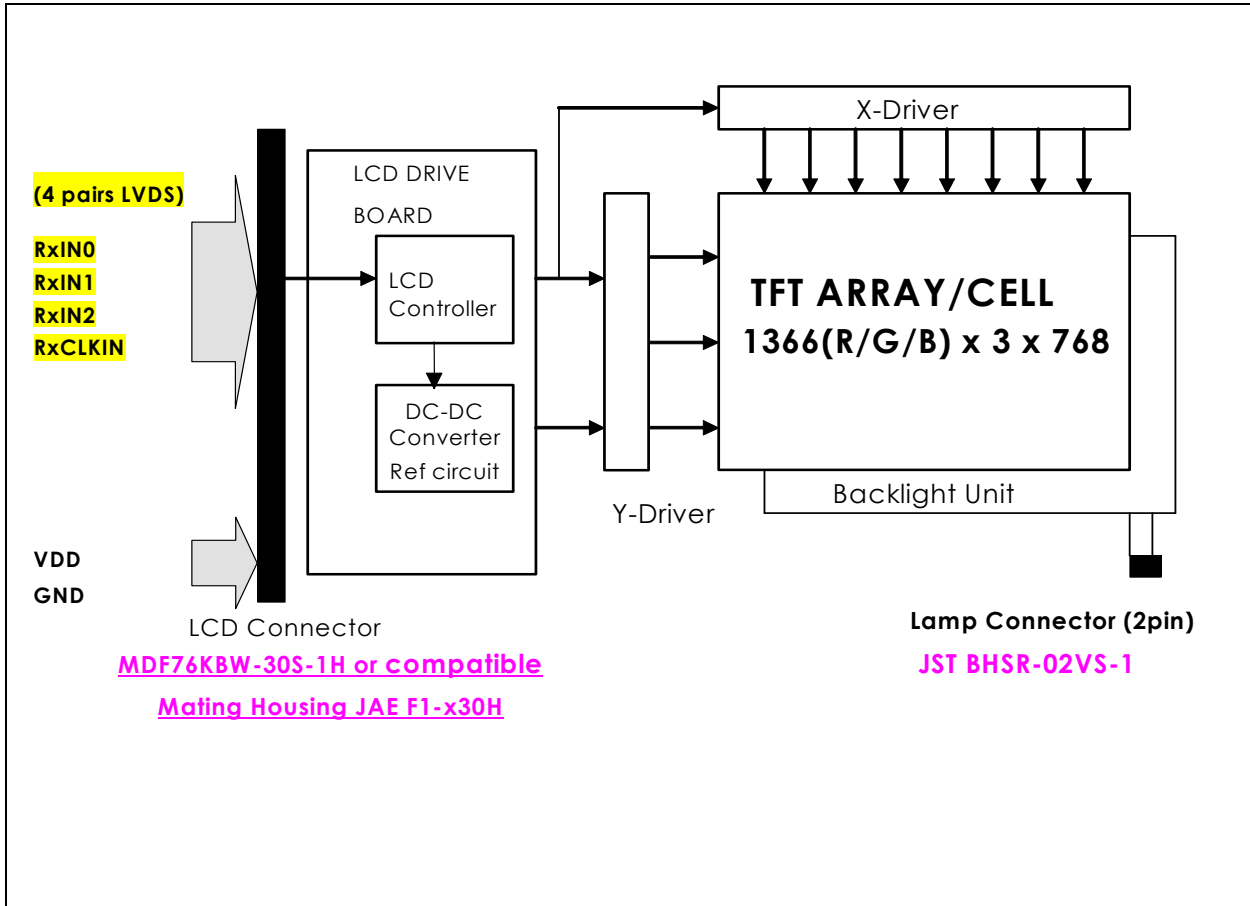 X-Driver
LCD DRIVE
BOARD
(4 pairs LVDS)
RxIN0
RxIN1
RxIN2
RxCLKIN
LCD
Controller
TFT ARRAY/CELL
1366(R/G/B) x 3 x 768
DC-DC
Converter
Ref circuit
Backlight Unit
Y-Driver
VDD
GND
LCD Connector
MDF76KBW-30S-1H or compatible
Mating Housing JAE F1-x30H
Lamp Connector (2pin)
JST BHSR-02VS-1